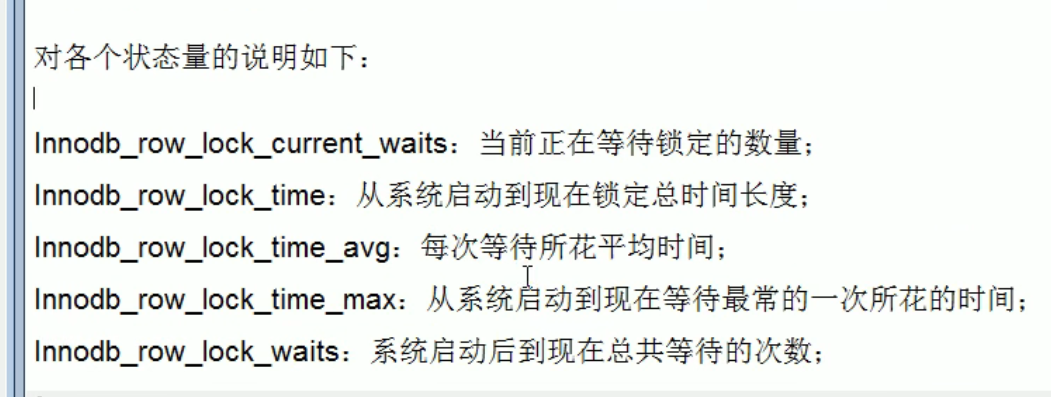 对各个状态量的说明如下：
Innodb_row_lock_current_waits：当前正在等待锁定的数量；
Innodb_row_lock_time：从系统启动到现在锁定总时间长度；
Innodb_row_lock_time_avg：每次等待所花平均时间；
Innodb_row_lock_time_max：从系统启动到现在等待最常的一次所花的时间；
Innodb_row_lock_waits：系统启动后到现在总共等待的次数；